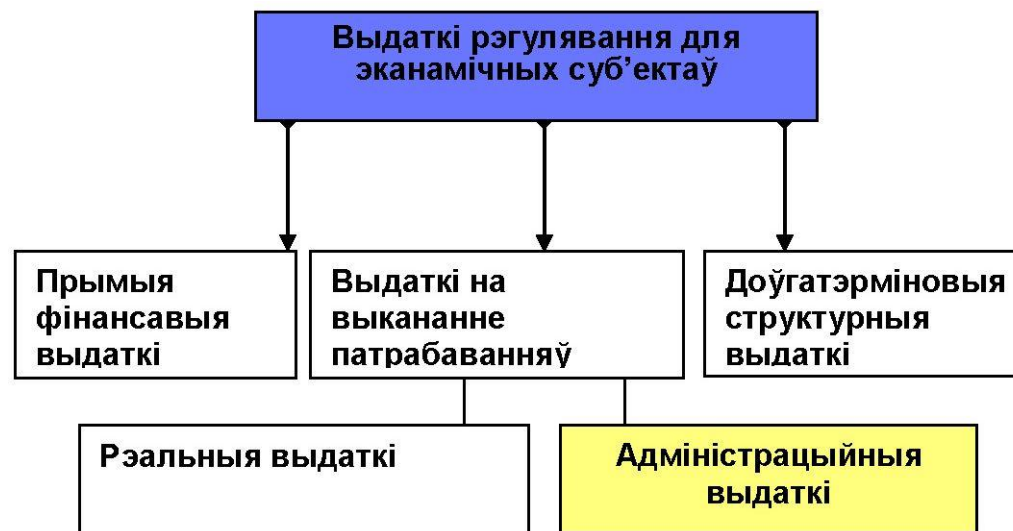 Выдаткі рэгулявання для
эканамічных суб’ектаў
Прымыя
фінансавыя
выдаткі
Выдаткі на
выкананне
патрабаванняў
Доўгатэрміновыя
структурныя
выдаткі
Рэальныя выдаткі
Адміністрацыйныя
выдаткі